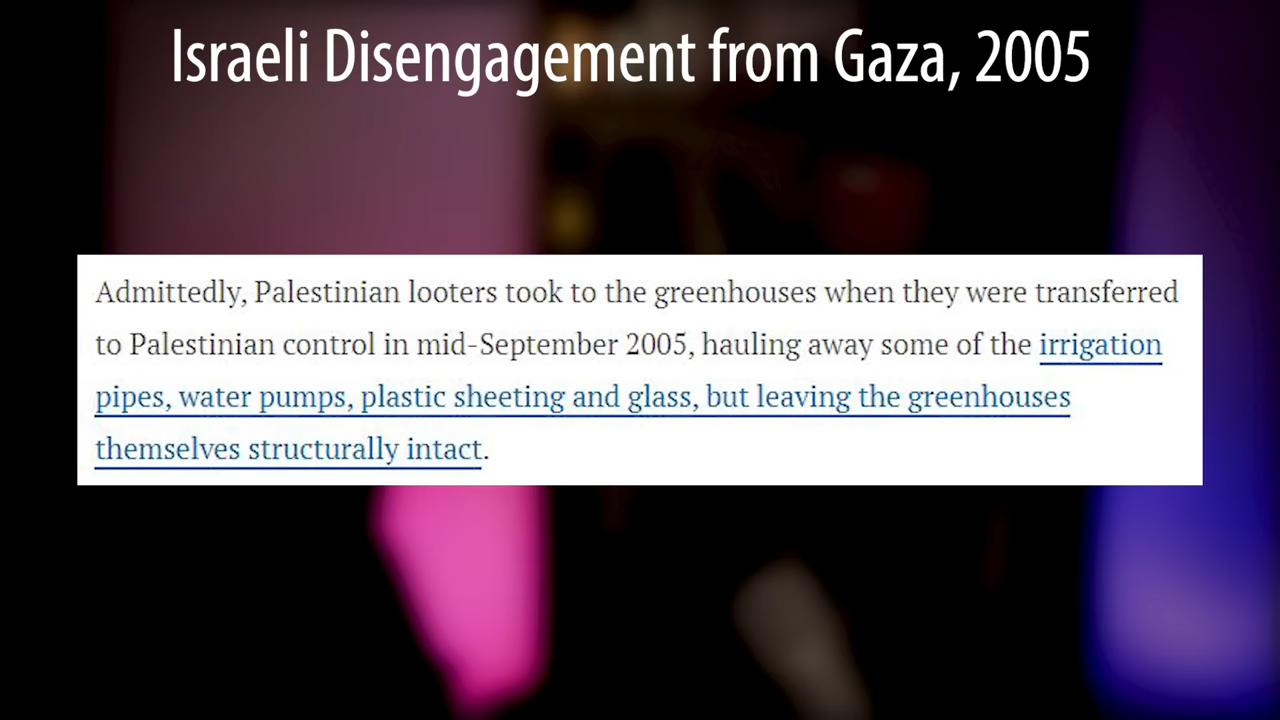 Israeli Disengagement from Gaza, 2005
Admittedly, Palestinian looters took to the greenhouses when they were transferred
to Palestinian control in mid-September 2005, hauling away some of the irrigation
pipes, water pumps, plastic sheeting and glass, but leaving the greenhouses
themselves structurally intact.